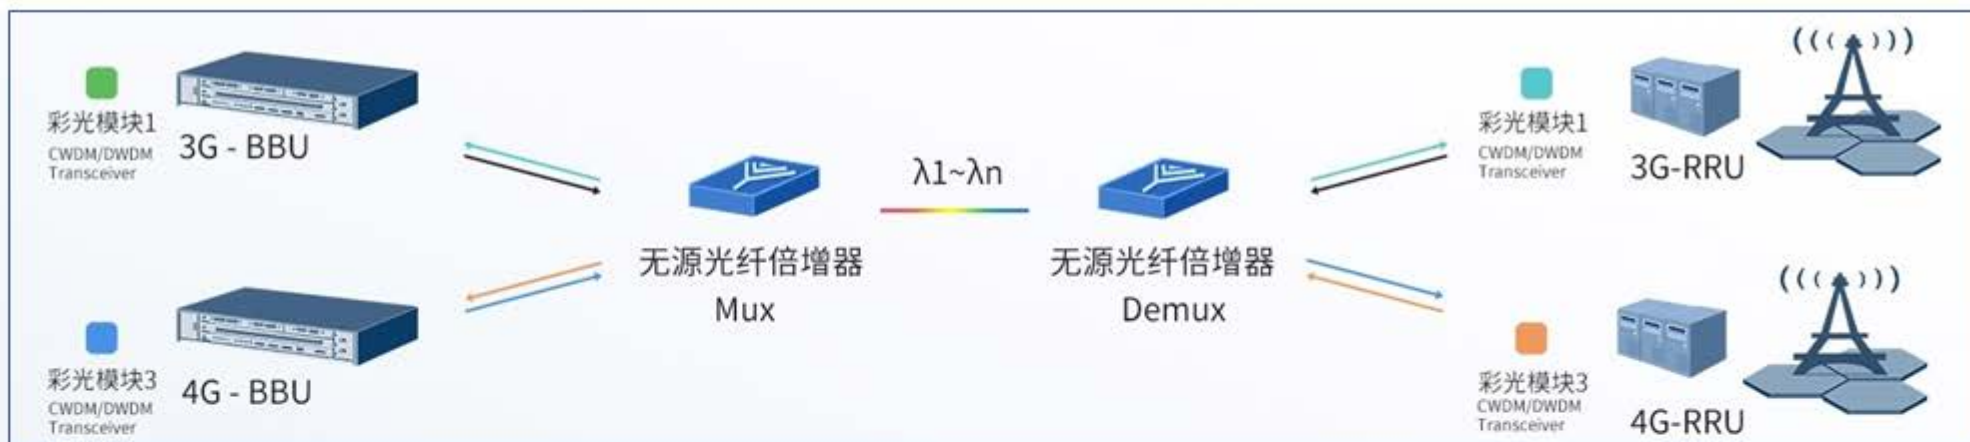 彩光模块1
CWDM/DWDM
Transceiver
3G - BBU
彩光模块3
CWDM/DWDM
Transceiver
4G - BBU
无源光纤倍增器
Mux
λ1~λn
无源光纤倍增器
Demux
彩光模块1
CWDM/DWDM
Transceiver
3G-RRU
彩光模块3
CWDM/DWDM
Transceiver
4G-RRU